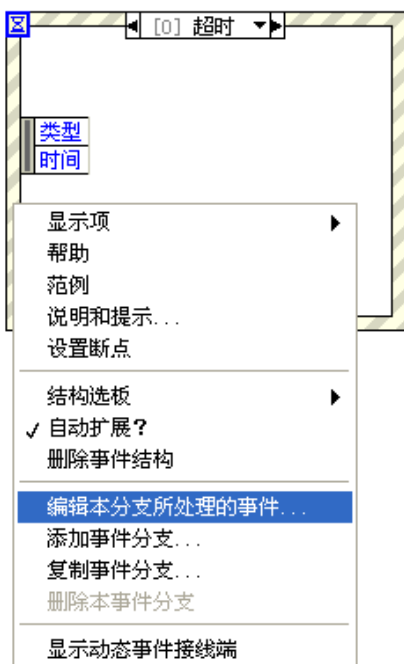 [0] 超时
类型
时间
显示项
帮助
范例
说明和提示...
设置断点
结构选板
自动扩展?
删除事件结构
编辑本分支所处理的事件...
添加事件分支...
复制事件分支...
删除本事件分支
显示动态事件接线端